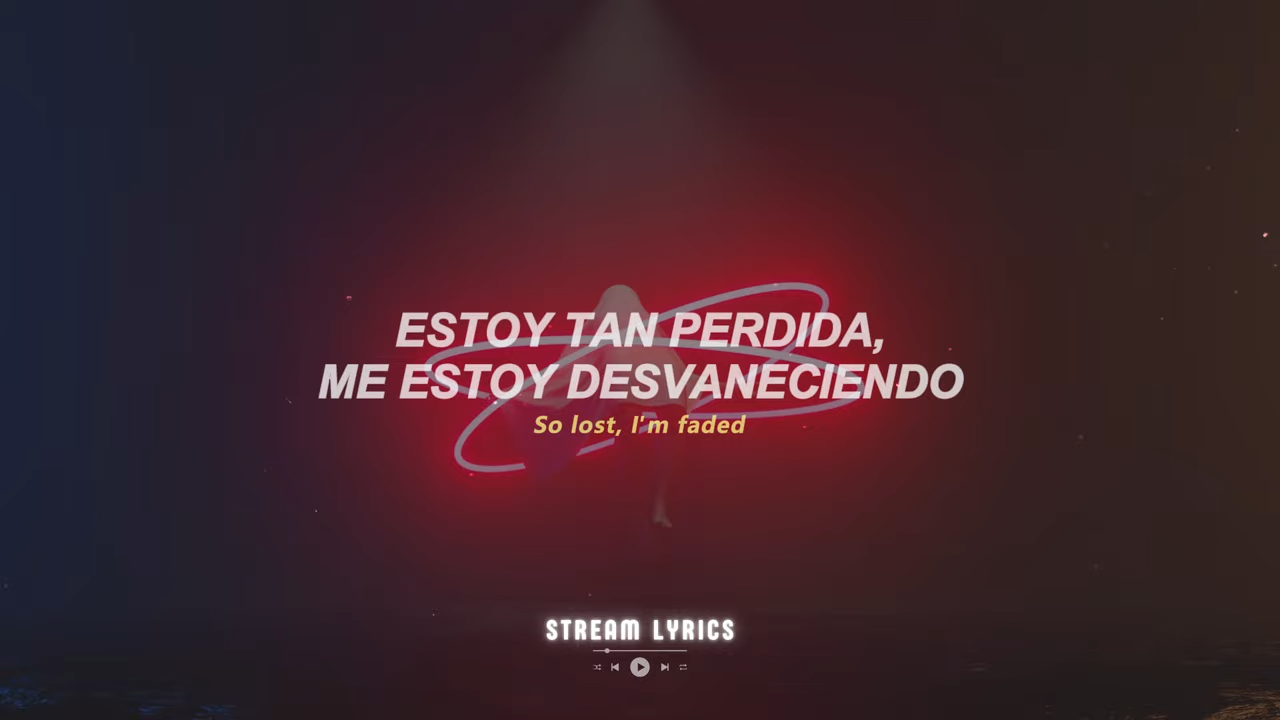 ESTOY TAN PERDIDA,
ME ESTOY DESVANECIENDO
So lost, I'm faded
STREAM LYRICS